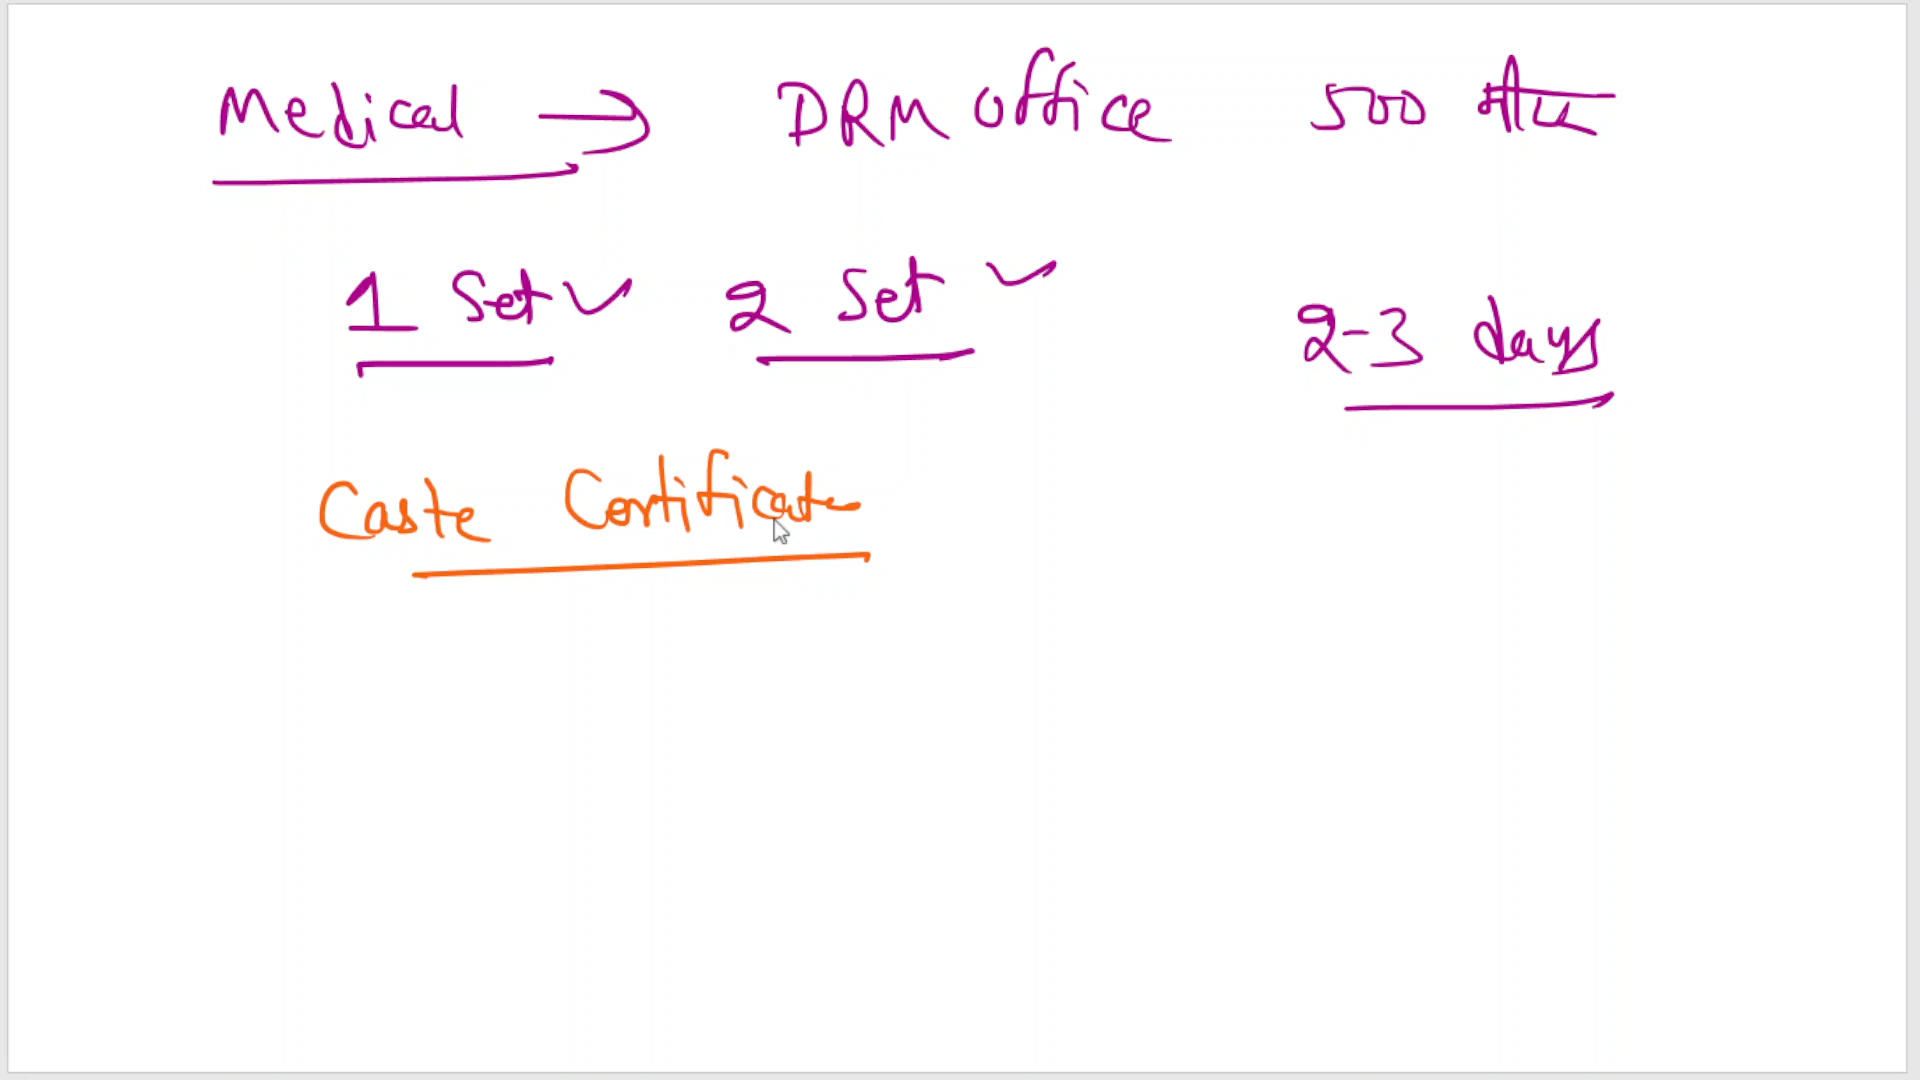 Medical → DRM office 500
1 Set ✓ 2 Set ✓
2-3 days
Caste Certificate